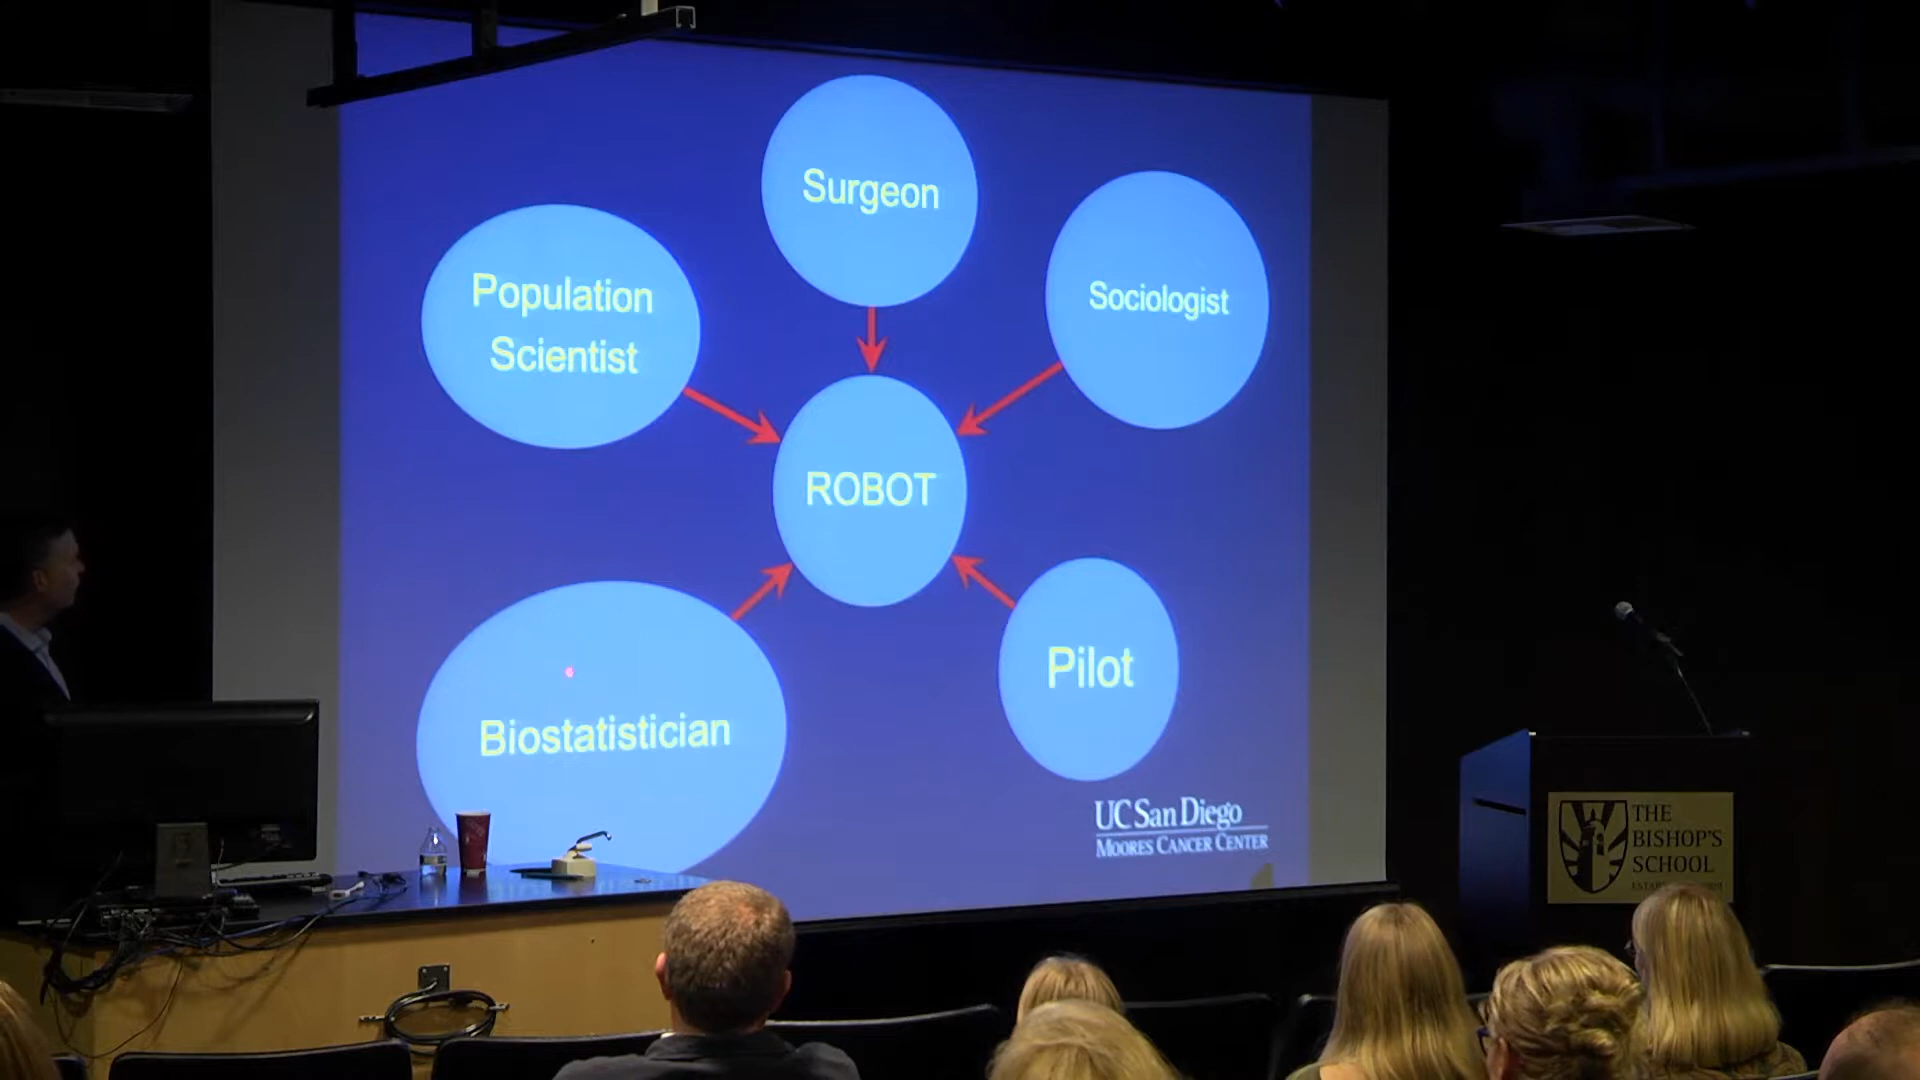 Surgeon
Population
Scientist
Sociologist
ROBOT
Biostatistician
Pilot
UC San Diego
MOORES CANCER CENTER
THE
BISHOP'S
SCHOOL